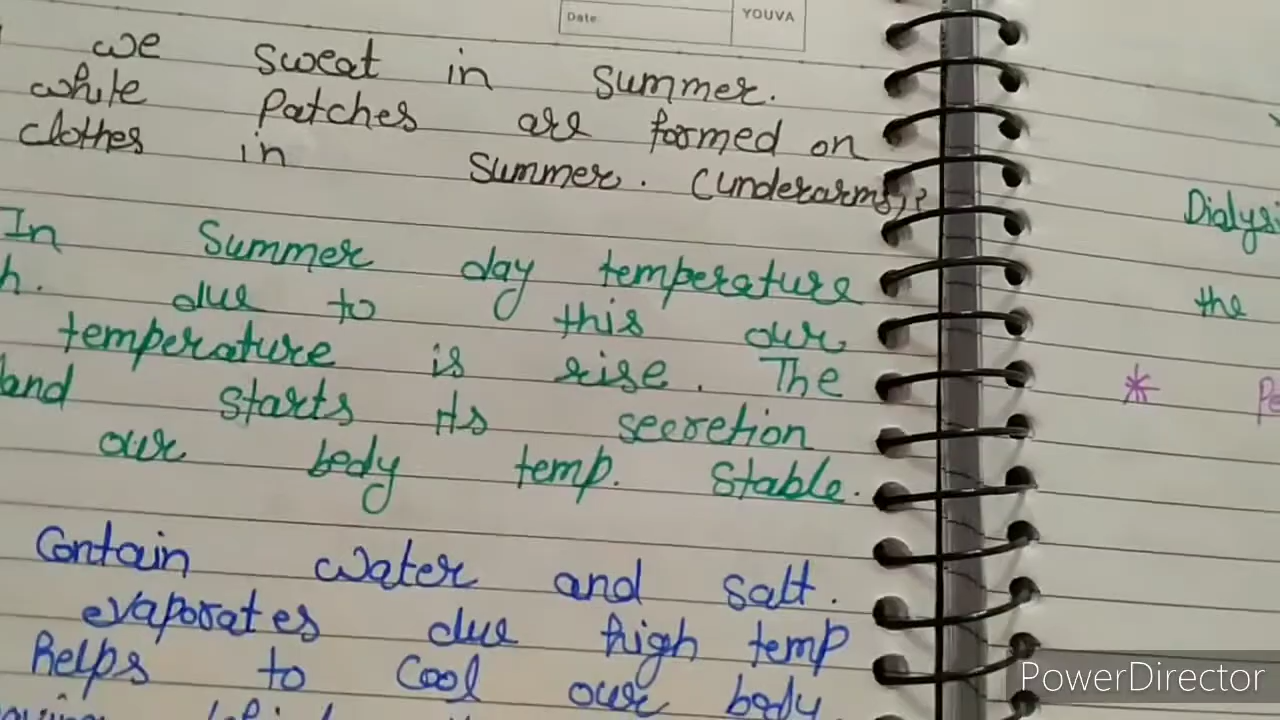 Date
YOUVA
we sweat in summer.
white Patches are formed on
clothes in summer. (underarms)?
In summer day temperature
h. due to this our
temperature is rise. The
land starts its secretion
our body temp. stable.
Contain water and salt.
evaporates due high temp
Helps to cool our body
Dialysi
the
* Pe
PowerDirector